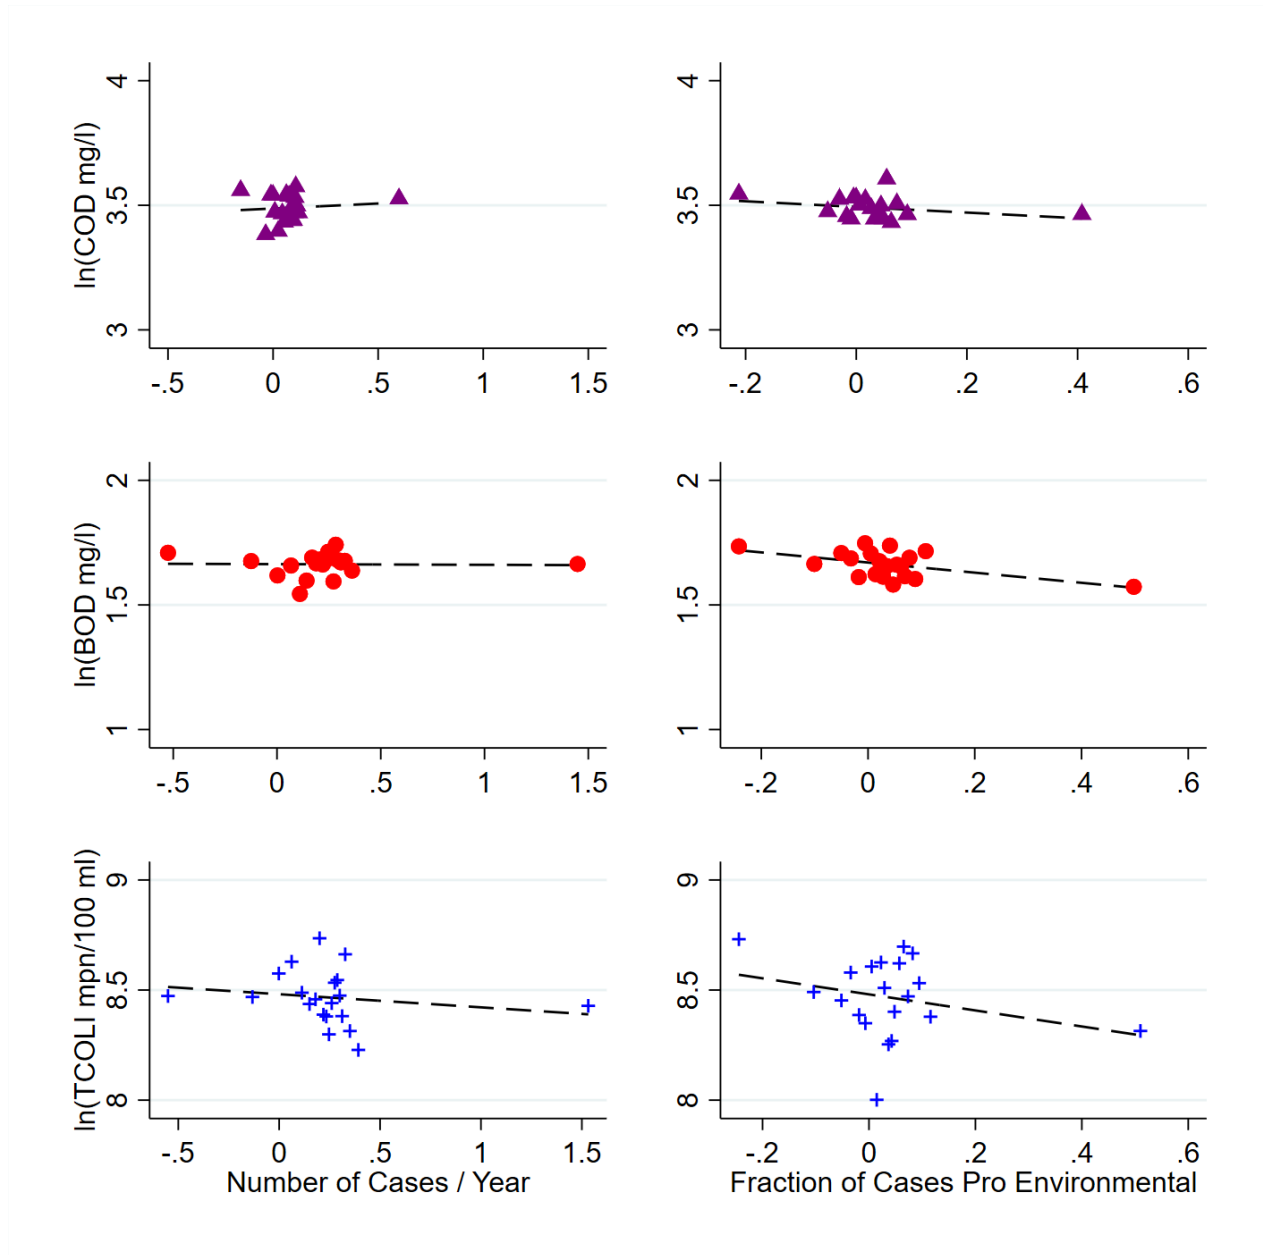 ln(COD mg/l)
4
3.5
3
-.5 0 .5 1 1.5
4
3.5
3
-.2 0 .2 .4 .6
ln(BOD mg/l)
2
1.5
1
-.5 0 .5 1 1.5
2
1.5
1
-.2 0 .2 .4 .6
ln(TCOLI mpn/100 ml)
9
8.5
8
-.5 0 .5 1 1.5
Number of Cases / Year
9
8.5
8
-.2 0 .2 .4 .6
Fraction of Cases Pro Environmental